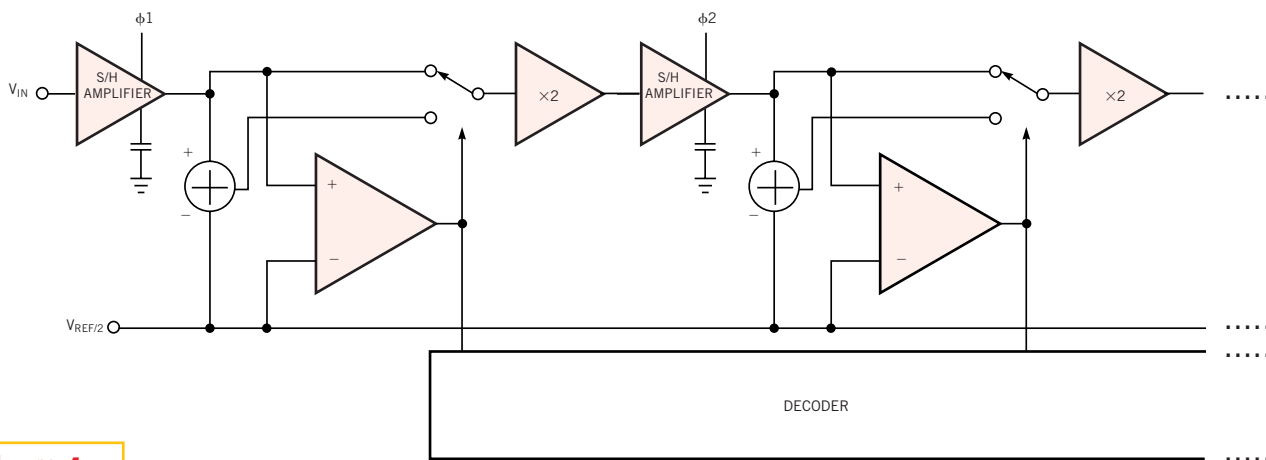 ϕ1
ϕ2
S/H
AMPLIFIER
S/H
AMPLIFIER
V_IN
×2
×2
.....
+
−
+
−
+
−
+
−
V_REF/2
.....
.....
DECODER
.....